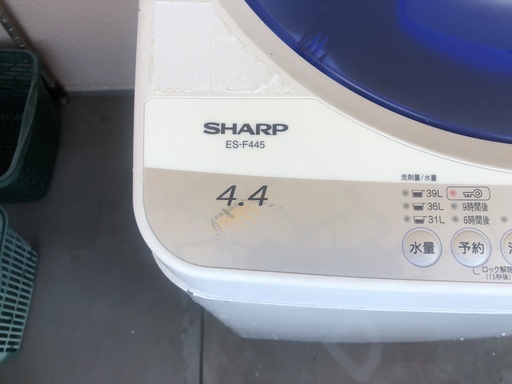 SHARP
ES-F445
4.4
洗剤量/水量
39L
36L 9時間後
31L 6時間後
水量 予約
ロック解除
(15秒後)